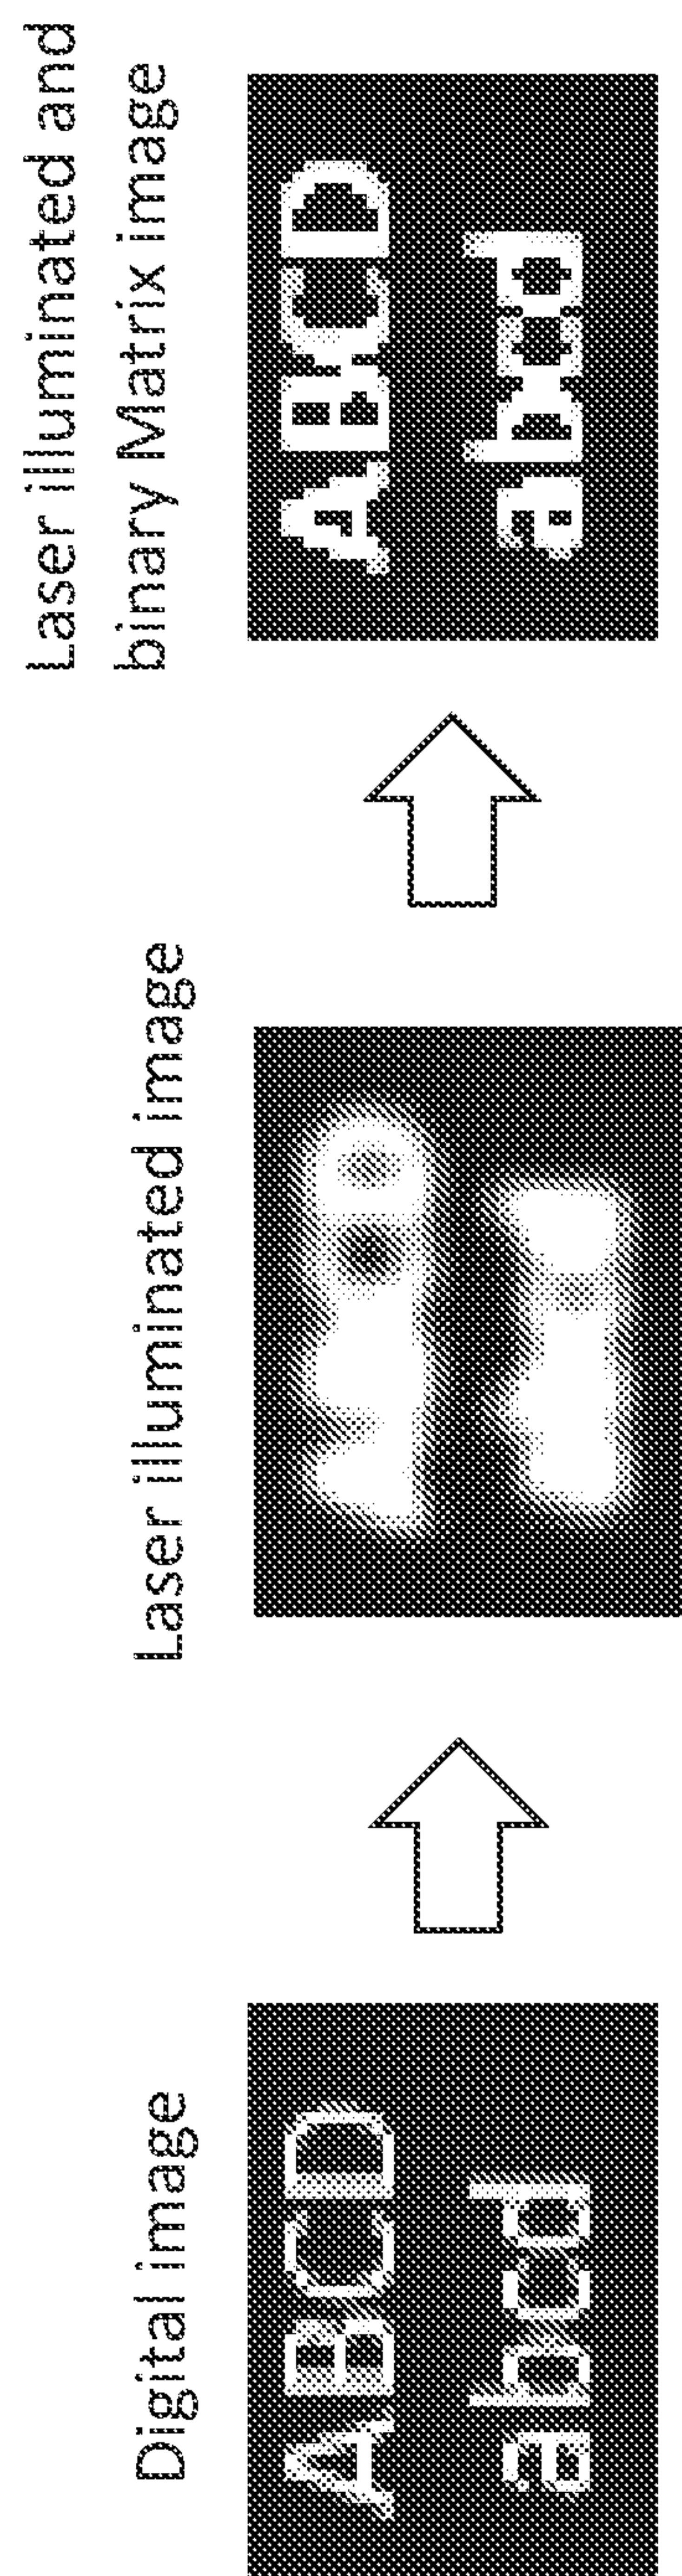 Digital image
ABCD
abcd
Laser illuminated image
Laser illuminated and
binary Matrix image
ABCD
abcd